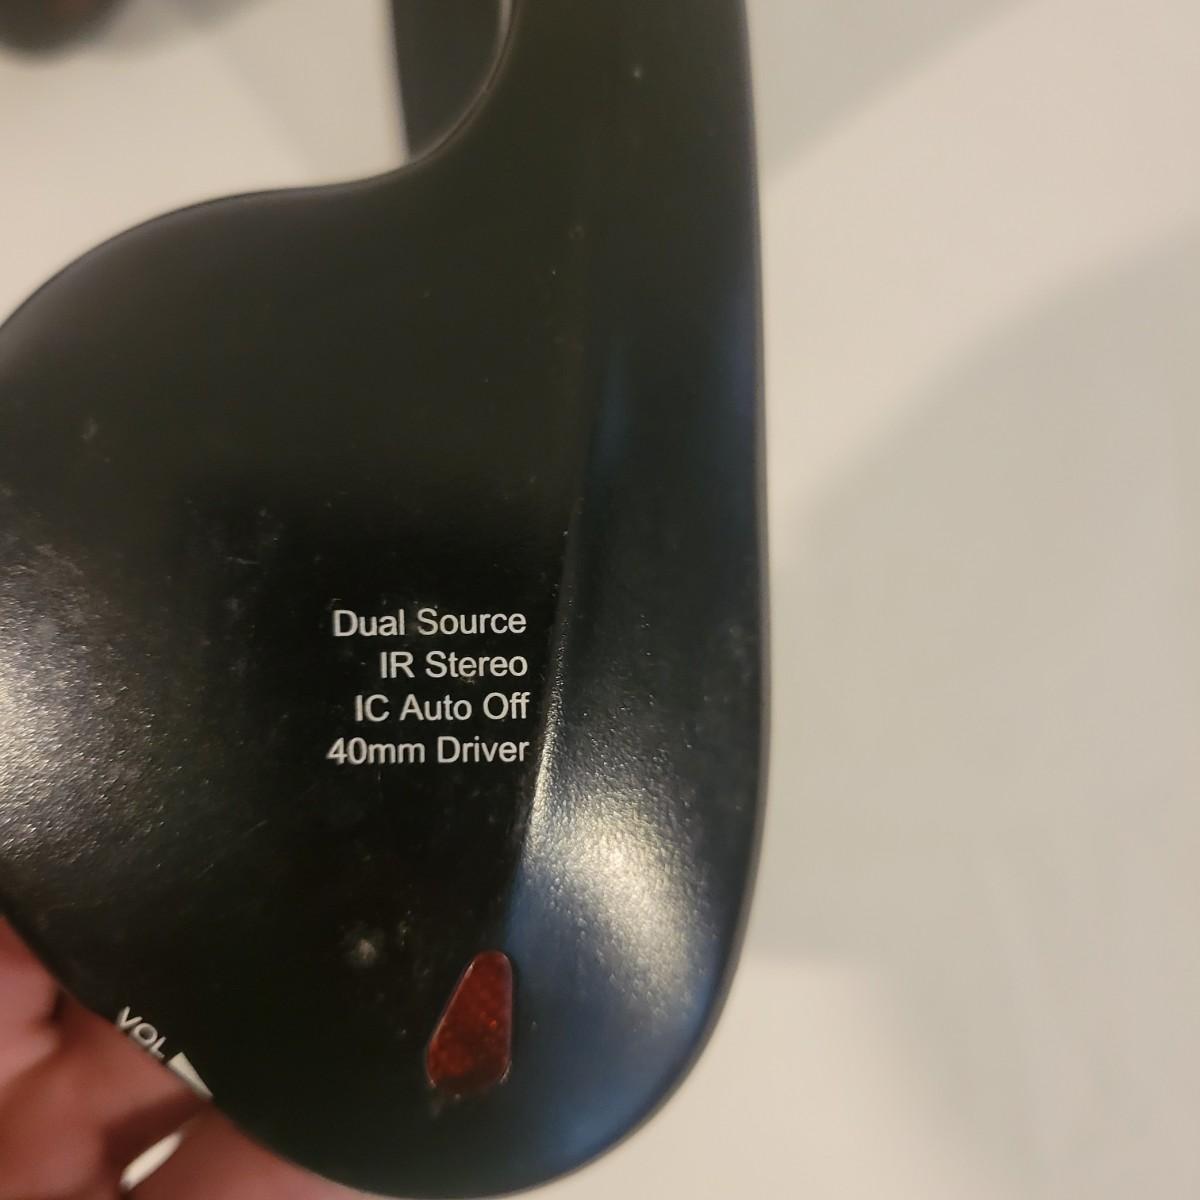 Dual Source
IR Stereo
IC Auto Off
40mm Driver
VOL